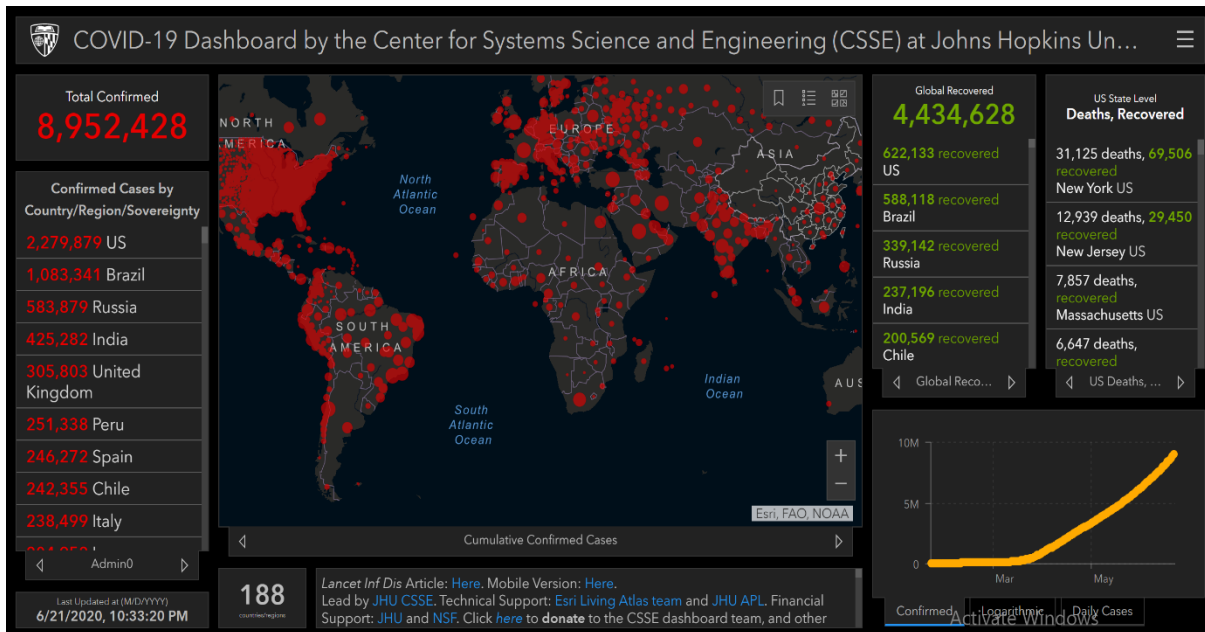 COVID-19 Dashboard by the Center for Systems Science and Engineering (CSSE) at Johns Hopkins Un...
Total Confirmed
8,952,428
Confirmed Cases by
Country/Region/Sovereignty
2,279,879 US
1,083,341 Brazil
583,879 Russia
425,282 India
305,803 United
Kingdom
251,338 Peru
246,272 Spain
242,355 Chile
238,499 Italy
Admin0
Last Updated at (M/D/YYYY)
6/21/2020, 10:33:20 PM
NORTH
AMERICA
EUROPE
ASIA
North
Atlantic
Ocean
AFRICA
SOUTH
AMERICA
Indian
Ocean
AUS
South
Atlantic
Ocean
+
−
Esri, FAO, NOAA
Cumulative Confirmed Cases
188
countries/regions
Lancet Inf Dis Article: Here. Mobile Version: Here.
Lead by JHU CSSE. Technical Support: Esri Living Atlas team and JHU APL. Financial
Support: JHU and NSF. Click here to donate to the CSSE dashboard team, and other
Global Recovered
4,434,628
622,133 recovered
US
588,118 recovered
Brazil
339,142 recovered
Russia
237,196 recovered
India
200,569 recovered
Chile
Global Reco...
US State Level
Deaths, Recovered
31,125 deaths, 69,506
recovered
New York US
12,939 deaths, 29,450
recovered
New Jersey US
7,857 deaths,
recovered
Massachusetts US
6,647 deaths,
recovered
US Deaths, ...
10M
5M
0
Mar
May
Confirmed
Logarithmic
Daily Cases
Activate Windows